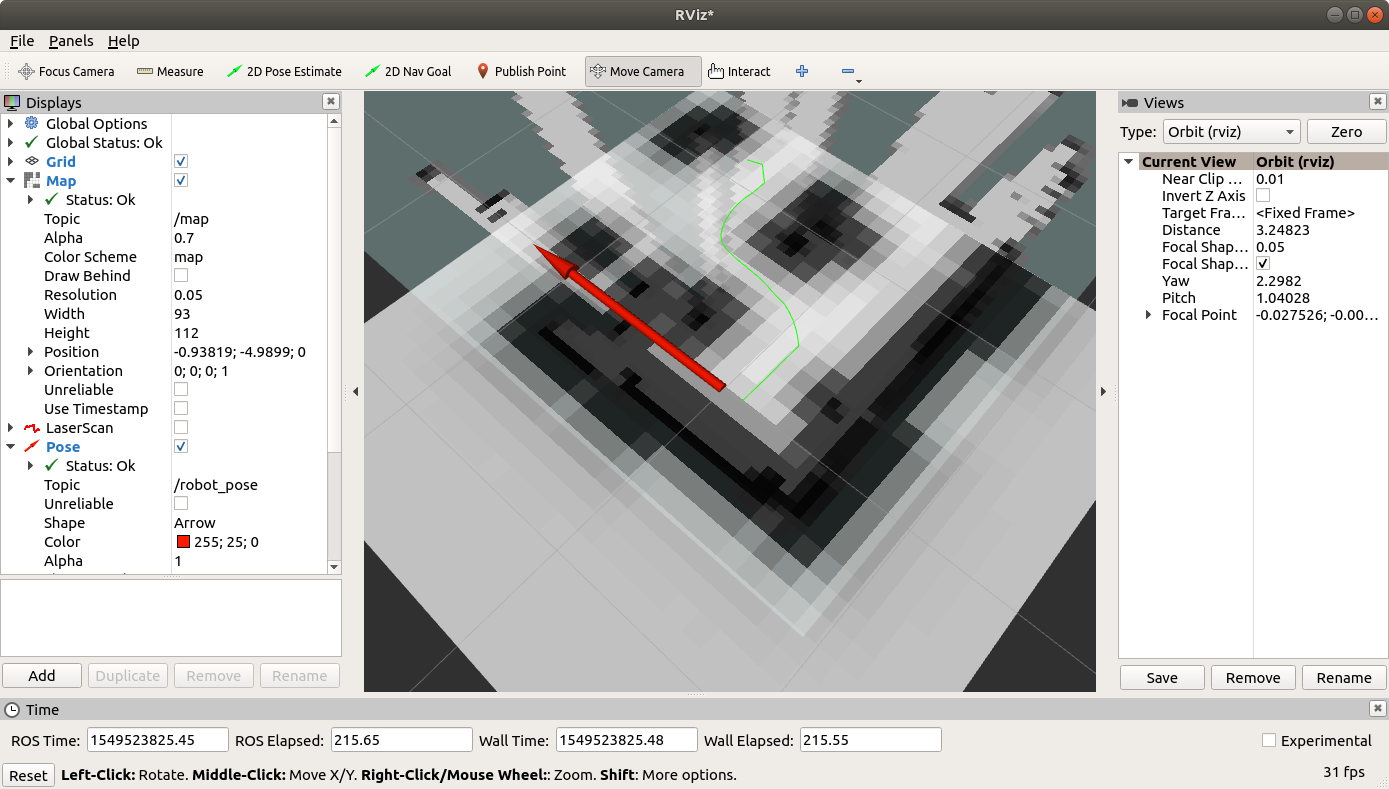 RViz*
File Panels Help
Focus Camera Measure 2D Pose Estimate 2D Nav Goal Publish Point Move Camera Interact
Displays
Global Options
Global Status: Ok
Grid
Map
Status: Ok
Topic /map
Alpha 0.7
Color Scheme map
Draw Behind
Resolution 0.05
Width 93
Height 112
Position -0.93819; -4.9899; 0
Orientation 0; 0; 0; 1
Unreliable
Use Timestamp
LaserScan
Pose
Status: Ok
Topic /robot_pose
Unreliable
Shape Arrow
Color 255; 25; 0
Alpha 1
Add Duplicate Remove Rename
Views
Type: Orbit (rviz) Zero
Current View Orbit (rviz)
Near Clip ... 0.01
Invert Z Axis
Target Fra... <Fixed Frame>
Distance 3.24823
Focal Shap... 0.05
Focal Shap...
Yaw 2.2982
Pitch 1.04028
Focal Point -0.027526; -0.00...
Save Remove Rename
Time
ROS Time: 1549523825.45 ROS Elapsed: 215.65 Wall Time: 1549523825.48 Wall Elapsed: 215.55 Experimental
Reset Left-Click: Rotate. Middle-Click: Move X/Y. Right-Click/Mouse Wheel:: Zoom. Shift: More options. 31 fps